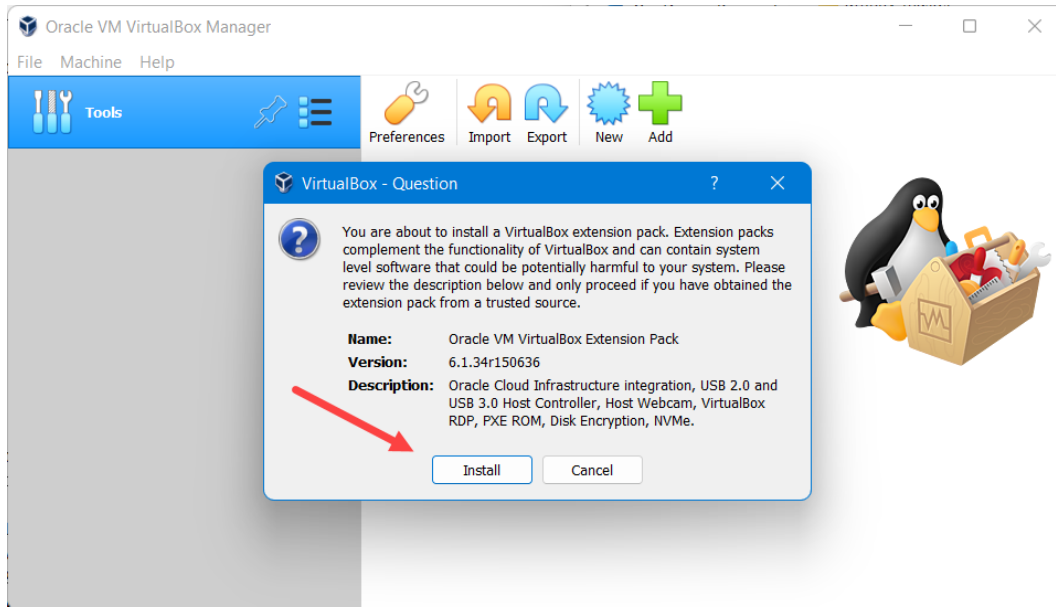 Oracle VM VirtualBox Manager
File Machine Help
Tools
Preferences Import Export New Add
VirtualBox - Question
You are about to install a VirtualBox extension pack. Extension packs
complement the functionality of VirtualBox and can contain system
level software that could be potentially harmful to your system. Please
review the description below and only proceed if you have obtained the
extension pack from a trusted source.
Name: Oracle VM VirtualBox Extension Pack
Version: 6.1.34r150636
Description: Oracle Cloud Infrastructure integration, USB 2.0 and
USB 3.0 Host Controller, Host Webcam, VirtualBox
RDP, PXE ROM, Disk Encryption, NVMe.
Install Cancel